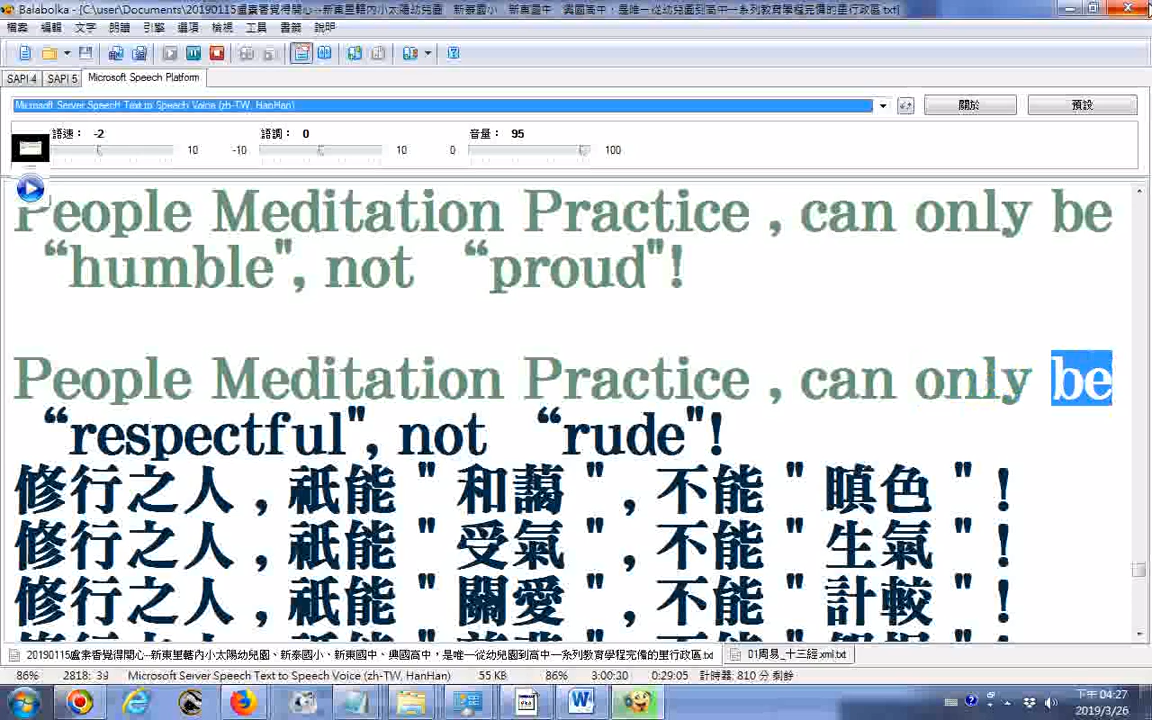 Balabolka - [C:\user\Documents\20190115盧素香覺得開心--新東里轄內小太陽幼兒園、新泰國小、新東國中、興國高中，是唯一從幼兒園到高中一系列教育學程完備的里行政區.txt]
檔案 編輯 文字 朗讀 引擎 選項 檢視 工具 書籤 說明
SAPI 4 SAPI 5 Microsoft Speech Platform
Microsoft Server Speech Text to Speech Voice (zh-TW, HanHan) 關於 預設
語速： -2 語調： 0 音量： 95
10 -10 10 0 100
People Meditation Practice , can only be
“humble", not “proud"!
People Meditation Practice , can only be
“respectful", not “rude"!
修行之人，祇能＂和藹＂，不能＂瞋色＂！
修行之人，祇能＂受氣＂，不能＂生氣＂！
修行之人，祇能＂關愛＂，不能＂計較＂！
20190115盧素香覺得開心--新東里轄內小太陽幼兒園、新泰國小、新東國中、興國高中，是唯一從幼兒園到高中一系列教育學程完備的里行政區.txt 01周易_十三經.xml.txt
86% 2818: 39 Microsoft Server Speech Text to Speech Voice (zh-TW, HanHan) 55 KB 86% 3:00:30 0:29:05 計時器: 810 分 剩餘
下午 04:27
2019/3/26